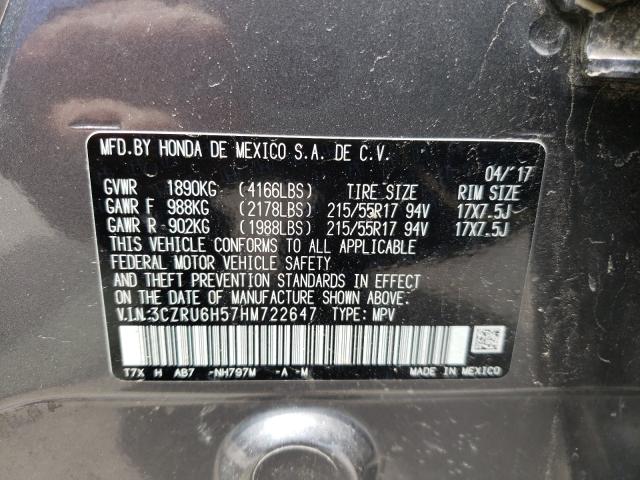 MFD.BY HONDA DE MEXICO S.A. DE C.V.
04/'17
GVWR 1890KG (4166LBS) TIRE SIZE RIM SIZE
GAWR F 988KG (2178LBS) 215/55R17 94V 17X7.5J
GAWR R 902KG (1988LBS) 215/55R17 94V 17X7.5J
THIS VEHICLE CONFORMS TO ALL APPLICABLE
FEDERAL MOTOR VEHICLE SAFETY
AND THEFT PREVENTION STANDARDS IN EFFECT
ON THE DATE OF MANUFACTURE SHOWN ABOVE.
V.I.N.:3CZRU6H57HM722647 TYPE: MPV
T7X H AB7 -NH797M -A -M MADE IN MEXICO